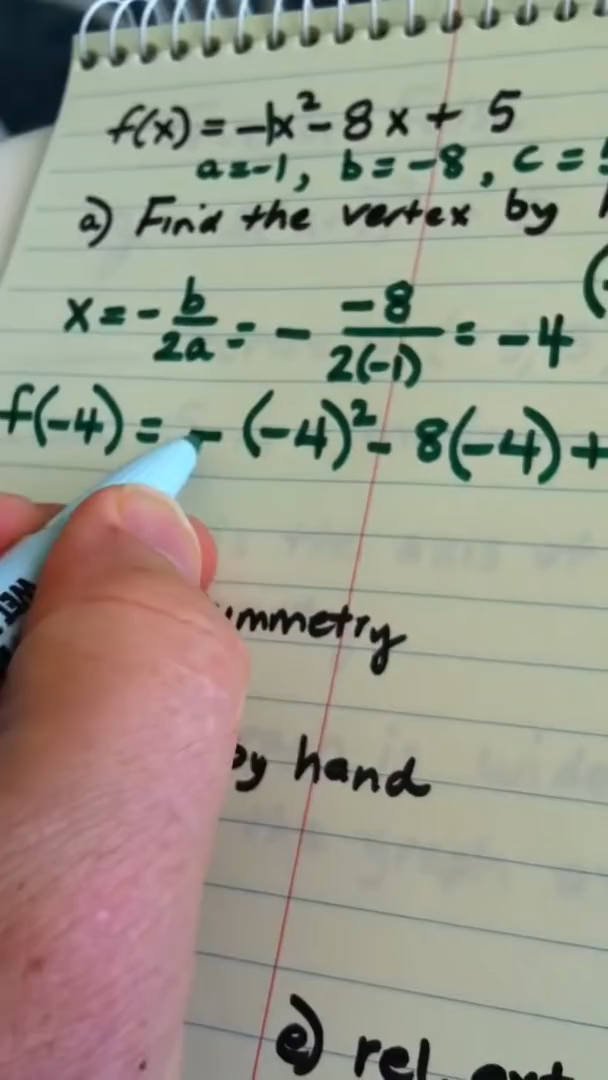 f(x) = -1x² - 8x + 5
a = -1, b = -8, c =
a) Find the vertex by
x = - b/2a = - -8/2(-1) = -4
f(-4) = - (-4)² - 8(-4) +
ymmetry
by hand
e) rel.